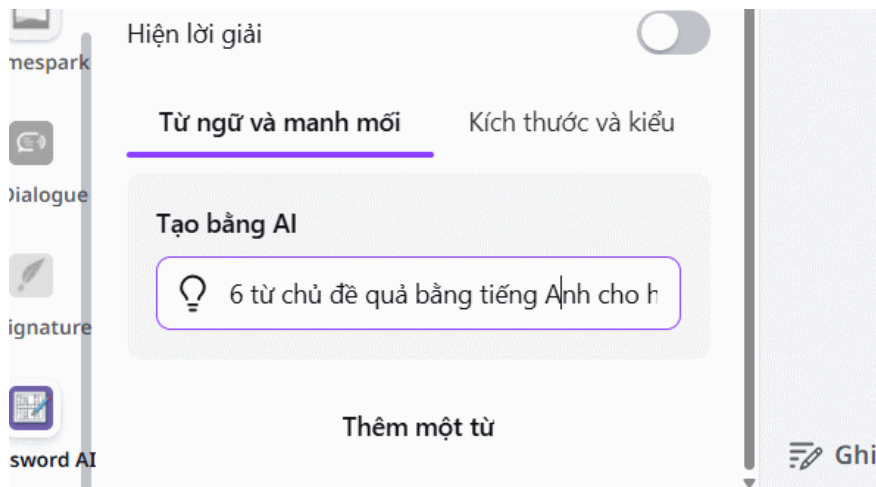 Hiện lời giải
mespark
Từ ngữ và manh mối
Kích thước và kiểu
Dialogue
Tạo bằng AI
6 từ chủ đề quả bằng tiếng Anh cho h
ignature
Thêm một từ
sword AI
Ghi